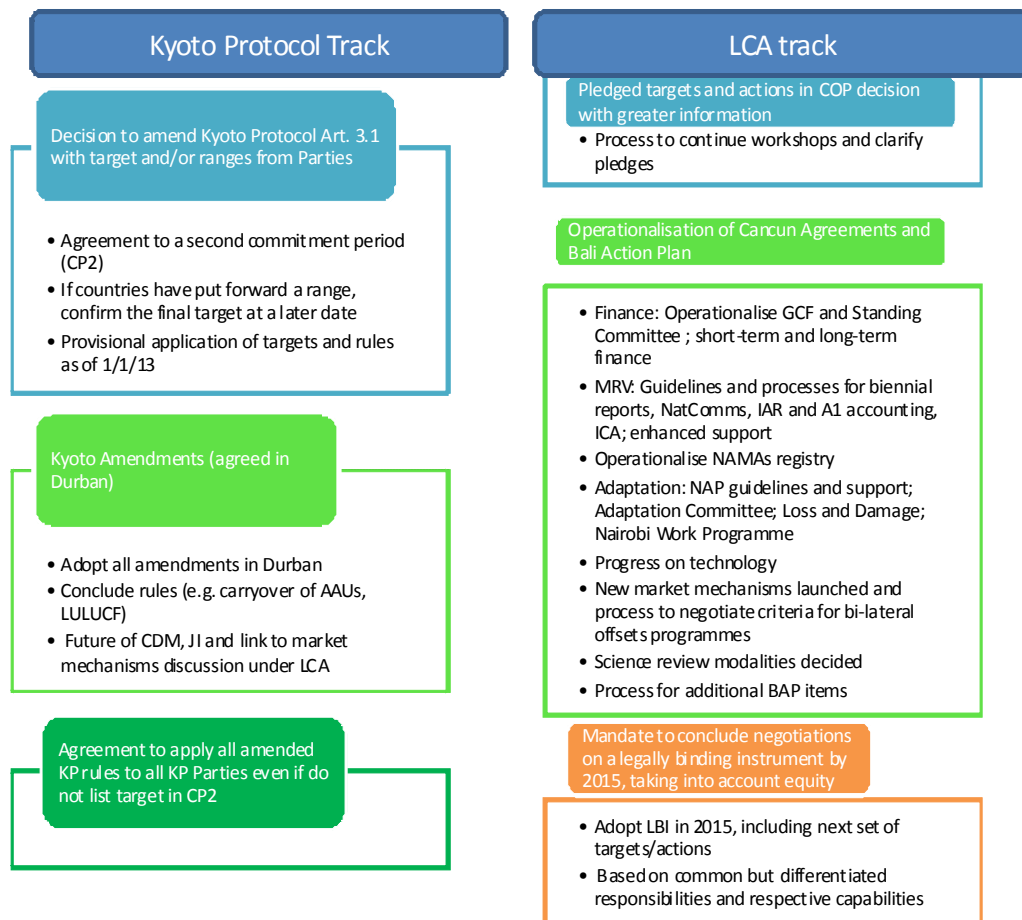 Kyoto Protocol Track
Decision to amend Kyoto Protocol Art. 3.1
with target and/or ranges from Parties
• Agreement to a second commitment period
(CP2)
• If countries have put forward a range,
confirm the final target at a later date
• Provisional application of targets and rules
as of 1/1/13
Kyoto Amendments (agreed in
Durban)
• Adopt all amendments in Durban
• Conclude rules (e.g. carryover of AAUs,
LULUCF)
• Future of CDM, JI and link to market
mechanisms discussion under LCA
Agreement to apply all amended
KP rules to all KP Parties even if do
not list target in CP2
LCA track
Pledged targets and actions in COP decision
with greater information
• Process to continue workshops and clarify
pledges
Operationalisation of Cancun Agreements and
Bali Action Plan
• Finance: Operationalise GCF and Standing
Committee ; short-term and long-term
finance
• MRV: Guidelines and processes for biennial
reports, NatComms, IAR and A1 accounting,
ICA; enhanced support
• Operationalise NAMAs registry
• Adaptation: NAP guidelines and support;
Adaptation Committee; Loss and Damage;
Nairobi Work Programme
• Progress on technology
• New market mechanisms launched and
process to negotiate criteria for bi-lateral
offsets programmes
• Science review modalities decided
• Process for additional BAP items
Mandate to conclude negotiations
on a legally binding instrument by
2015, taking into account equity
• Adopt LBI in 2015, including next set of
targets/actions
• Based on common but differentiated
responsibilities and respective capabilities